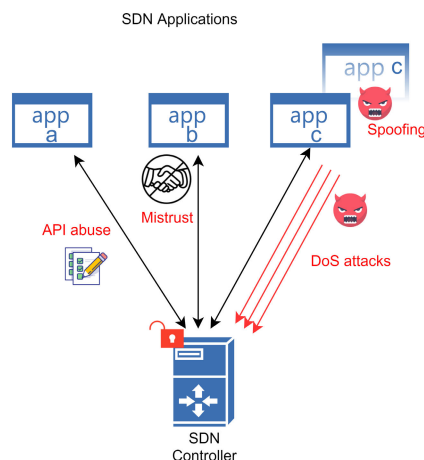 SDN Applications
app c
app
a
app
b
app
c
Spoofing
Mistrust
API abuse
DoS attacks
SDN
Controller